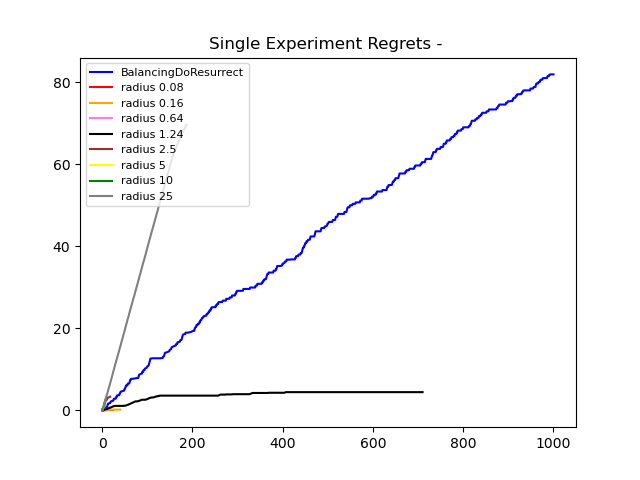 Single Experiment Regrets -
BalancingDoResurrect
radius 0.08
radius 0.16
radius 0.64
radius 1.24
radius 2.5
radius 5
radius 10
radius 25
80
60
40
20
0
0 200 400 600 800 1000